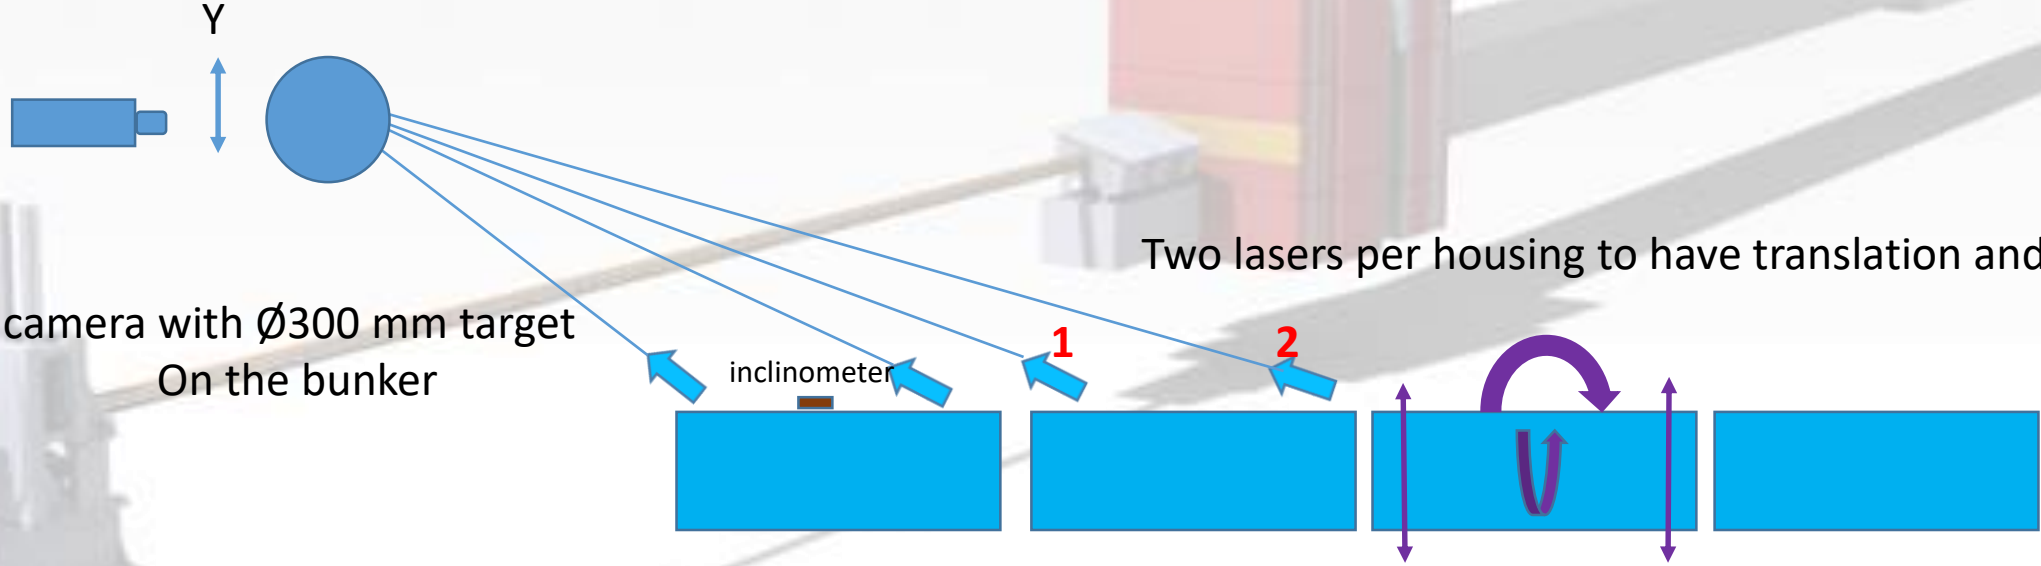 Y
Two lasers per housing to have translation and
camera with Ø300 mm target
On the bunker
inclinometer
1
2